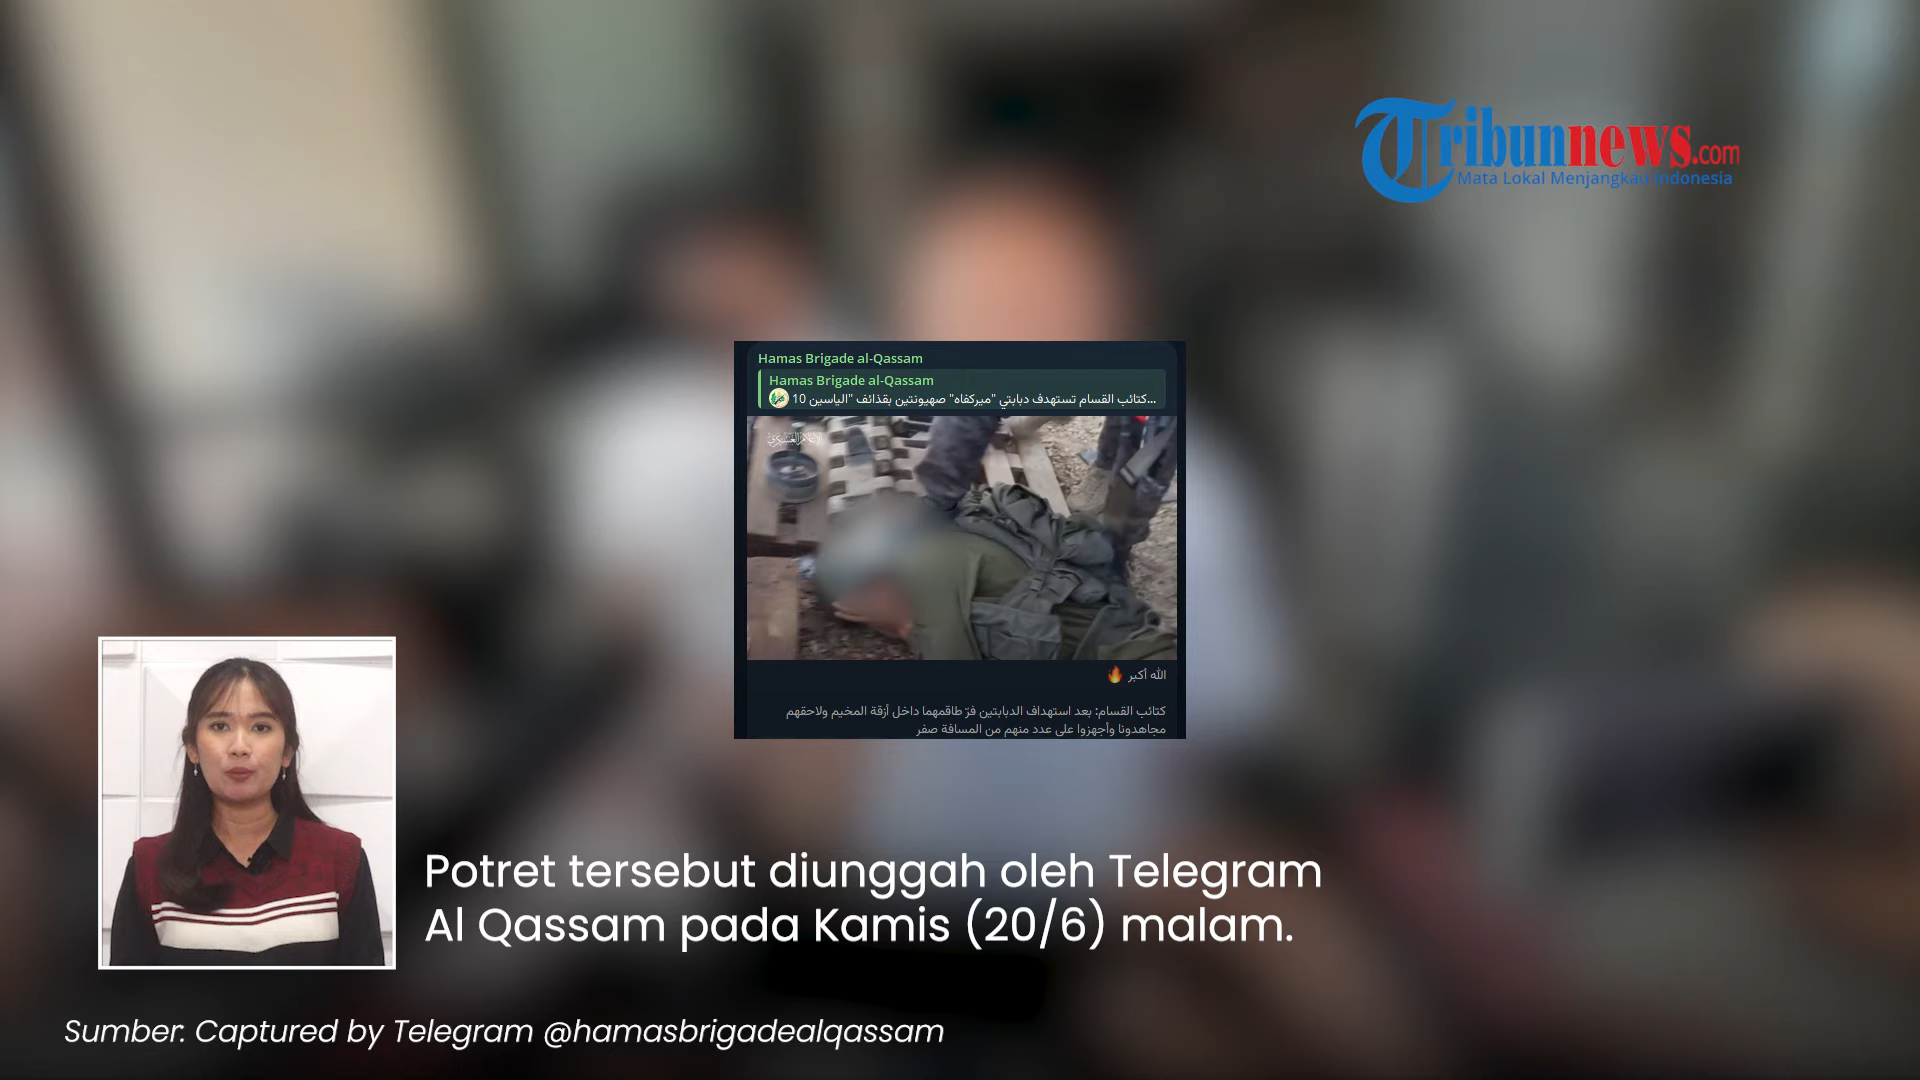 Tribunnews.com
Mata Lokal Menjangkau Indonesia
Hamas Brigade al-Qassam
Hamas Brigade al-Qassam
كتائب القسام تستهدف دبابتي "ميركفاه" صهيونتين بقذائف "الياسين 10...
الإعلام العسكري
الله أكبر 🔥
كتائب القسام: بعد استهداف الدبابتين فرّ طاقمهما داخل أزقة المخيم ولاحقهم
مجاهدونا وأجهزوا على عدد منهم من المسافة صفر
Potret tersebut diunggah oleh Telegram
Al Qassam pada Kamis (20/6) malam.
Sumber: Captured by Telegram @hamasbrigadealqassam